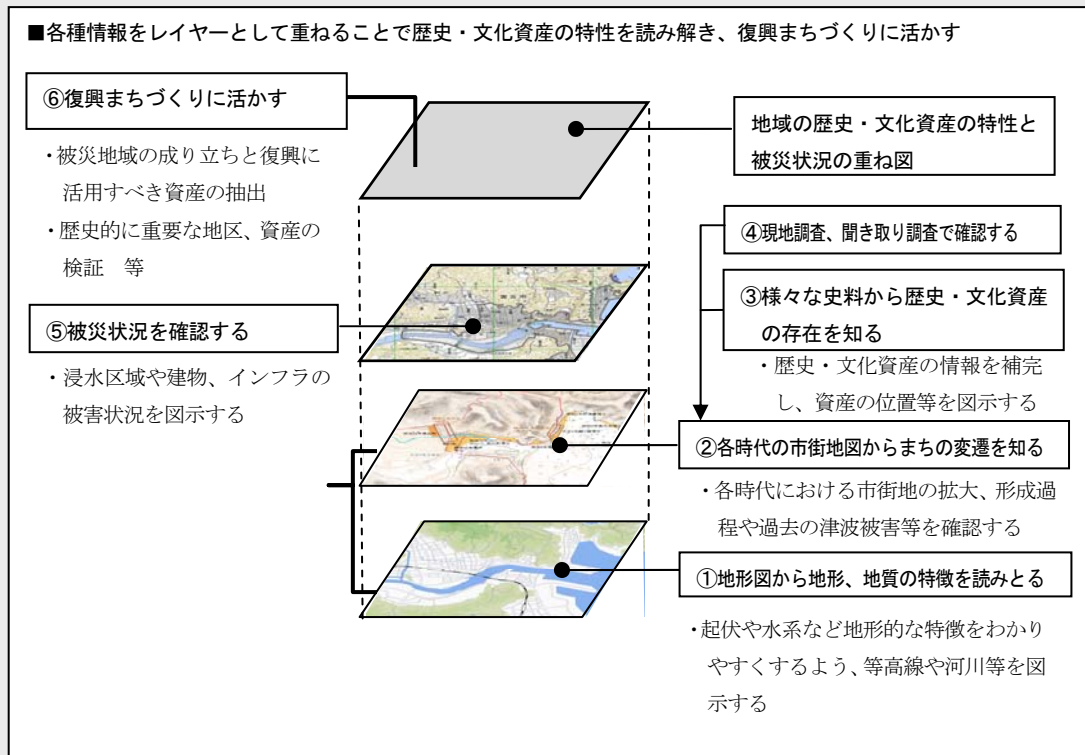 ■各種情報をレイヤーとして重ねることで歴史・文化資産の特性を読み解き、復興まちづくりに活かす
⑥復興まちづくりに活かす
・被災地域の成り立ちと復興に
活用すべき資産の抽出
・歴史的に重要な地区、資産の
検証　等
地域の歴史・文化資産の特性と
被災状況の重ね図
④現地調査、聞き取り調査で確認する
③様々な史料から歴史・文化資産
の存在を知る
・歴史・文化資産の情報を補完
し、資産の位置等を図示する
⑤被災状況を確認する
・浸水区域や建物、インフラの
被害状況を図示する
②各時代の市街地図からまちの変遷を知る
・各時代における市街地の拡大、形成過
程や過去の津波被害等を確認する
①地形図から地形、地質の特徴を読みとる
・起伏や水系など地形的な特徴をわかり
やすくするよう、等高線や河川等を図
示する